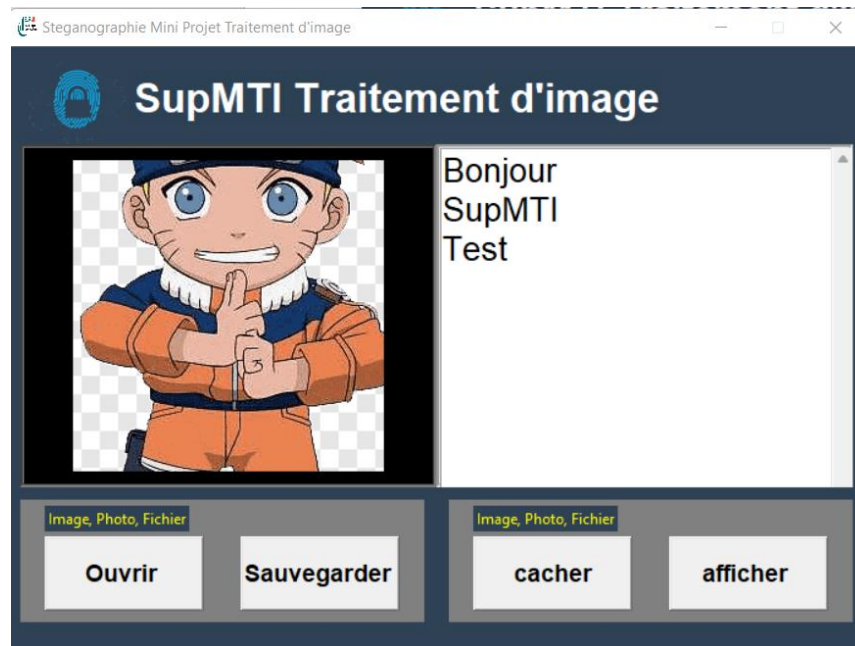 Steganographie Mini Projet Traitement d'image
SupMTI Traitement d'image
Bonjour
SupMTI
Test
Image, Photo, Fichier
Image, Photo, Fichier
Ouvrir
Sauvegarder
cacher
afficher